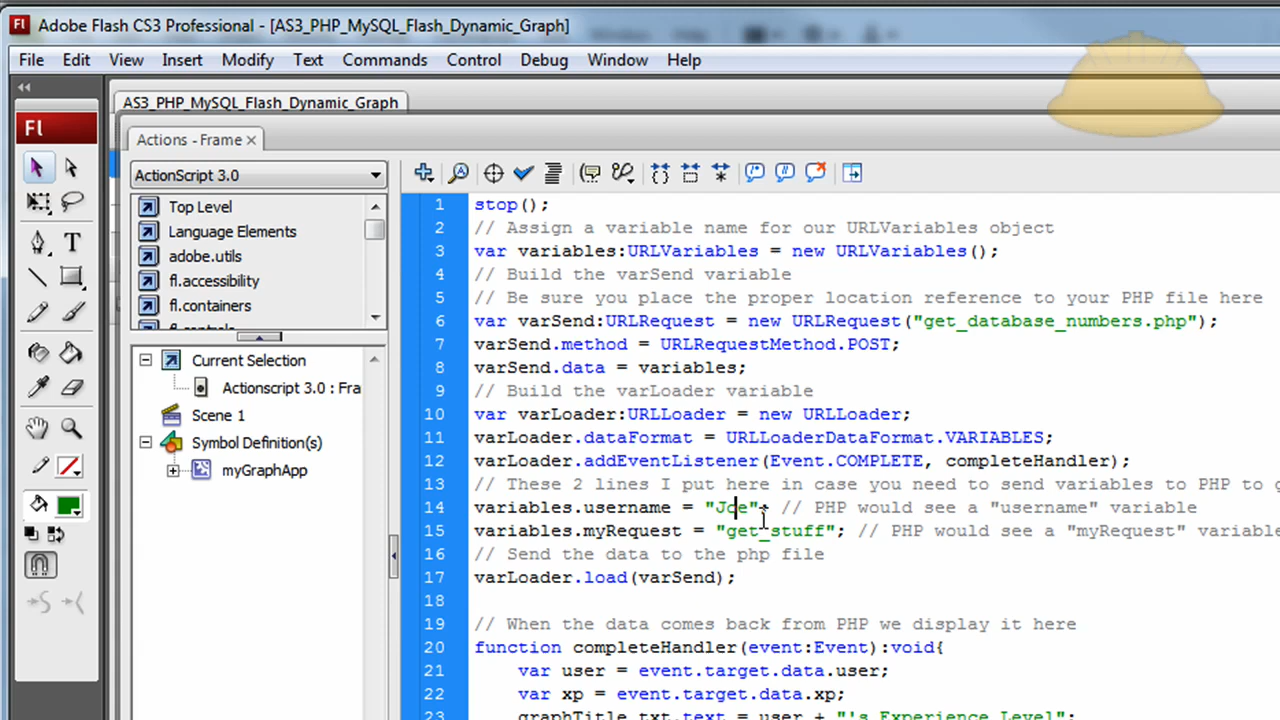 Fl Adobe Flash CS3 Professional - [AS3_PHP_MySQL_Flash_Dynamic_Graph]
File Edit View Insert Modify Text Commands Control Debug Window Help
AS3_PHP_MySQL_Flash_Dynamic_Graph
Fl
Actions - Frame ×
ActionScript 3.0
Top Level
Language Elements
adobe.utils
fl.accessibility
fl.containers
Current Selection
Actionscript 3.0 : Fra
Scene 1
Symbol Definition(s)
myGraphApp
1 stop();
2 // Assign a variable name for our URLVariables object
3 var variables:URLVariables = new URLVariables();
4 // Build the varSend variable
5 // Be sure you place the proper location reference to your PHP file here
6 var varSend:URLRequest = new URLRequest("get_database_numbers.php");
7 varSend.method = URLRequestMethod.POST;
8 varSend.data = variables;
9 // Build the varLoader variable
10 var varLoader:URLLoader = new URLLoader;
11 varLoader.dataFormat = URLLoaderDataFormat.VARIABLES;
12 varLoader.addEventListener(Event.COMPLETE, completeHandler);
13 // These 2 lines I put here in case you need to send variables to PHP to g
14 variables.username = "Joe"; // PHP would see a "username" variable
15 variables.myRequest = "get_stuff"; // PHP would see a "myRequest" variable
16 // Send the data to the php file
17 varLoader.load(varSend);
18
19 // When the data comes back from PHP we display it here
20 function completeHandler(event:Event):void{
21 var user = event.target.data.user;
22 var xp = event.target.data.xp;
23 graphTitle_txt.text = user + "'s Experience Level";